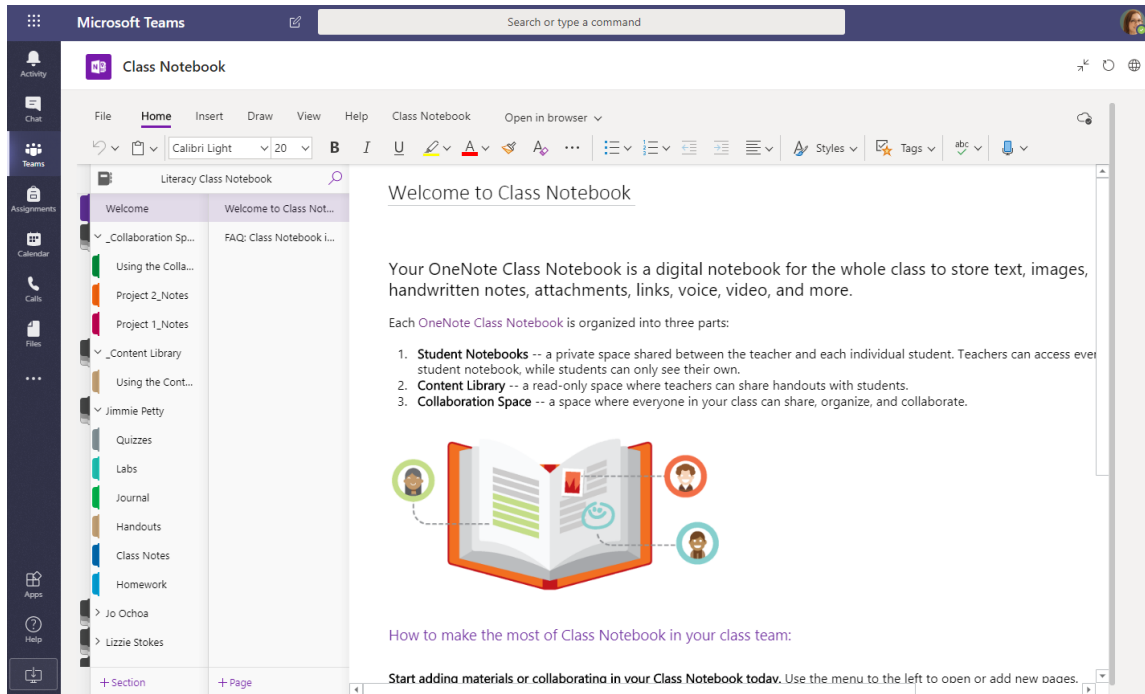 Microsoft Teams
Search or type a command
Activity
Chat
Teams
Assignments
Calendar
Calls
Files
Apps
Help
Class Notebook
File Home Insert Draw View Help Class Notebook Open in browser
Calibri Light 20 B I U A A Styles Tags abc
Literacy Class Notebook
Welcome
_Collaboration Sp...
Using the Colla...
Project 2_Notes
Project 1_Notes
_Content Library
Using the Cont...
Jimmie Petty
Quizzes
Labs
Journal
Handouts
Class Notes
Homework
Jo Ochoa
Lizzie Stokes
+ Section
Welcome to Class Not...
FAQ: Class Notebook i...
+ Page
Welcome to Class Notebook
Your OneNote Class Notebook is a digital notebook for the whole class to store text, images,
handwritten notes, attachments, links, voice, video, and more.
Each OneNote Class Notebook is organized into three parts:
1. Student Notebooks -- a private space shared between the teacher and each individual student. Teachers can access ever
student notebook, while students can only see their own.
2. Content Library -- a read-only space where teachers can share handouts with students.
3. Collaboration Space -- a space where everyone in your class can share, organize, and collaborate.
How to make the most of Class Notebook in your class team:
Start adding materials or collaborating in your Class Notebook today. Use the menu to the left to open or add new pages.